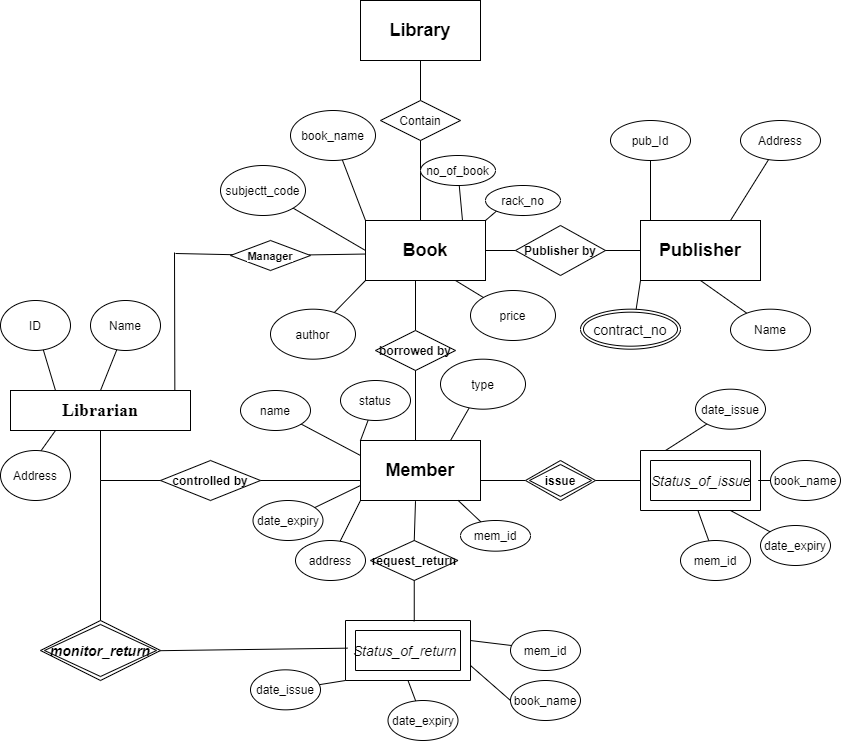 Library
Contain
book_name
no_of_book
pub_Id
Address
subjectt_code
rack_no
Manager
Book
Publisher by
Publisher
ID
Name
author
price
contract_no
Name
borrowed by
Librarian
name
status
type
date_issue
Address
controlled by
Member
issue
Status_of_issue
book_name
date_expiry
address
mem_id
request_return
mem_id
date_expiry
monitor_return
Status_of_return
mem_id
date_issue
book_name
date_expiry